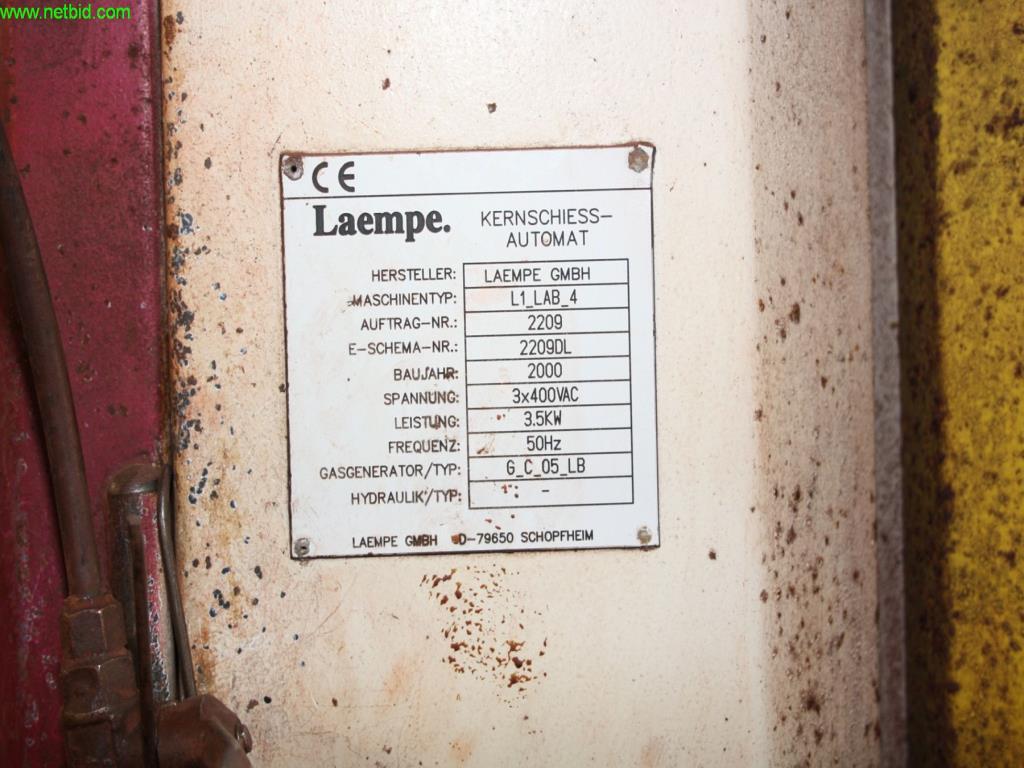 www.netbid.com
CE
Laempe. KERNSCHIESS-
AUTOMAT
HERSTELLER: LAEMPE GMBH
MASCHINENTYP: L1_LAB_4
AUFTRAG-NR.: 2209
E-SCHEMA-NR.: 2209DL
BAUJAHR: 2000
SPANNUNG: 3x400VAC
LEISTUNG: 3.5KW
FREQUENZ: 50Hz
GASGENERATOR/TYP: G_C_05_LB
HYDRAULIK/TYP: -
LAEMPE GMBH D-79650 SCHOPFHEIM